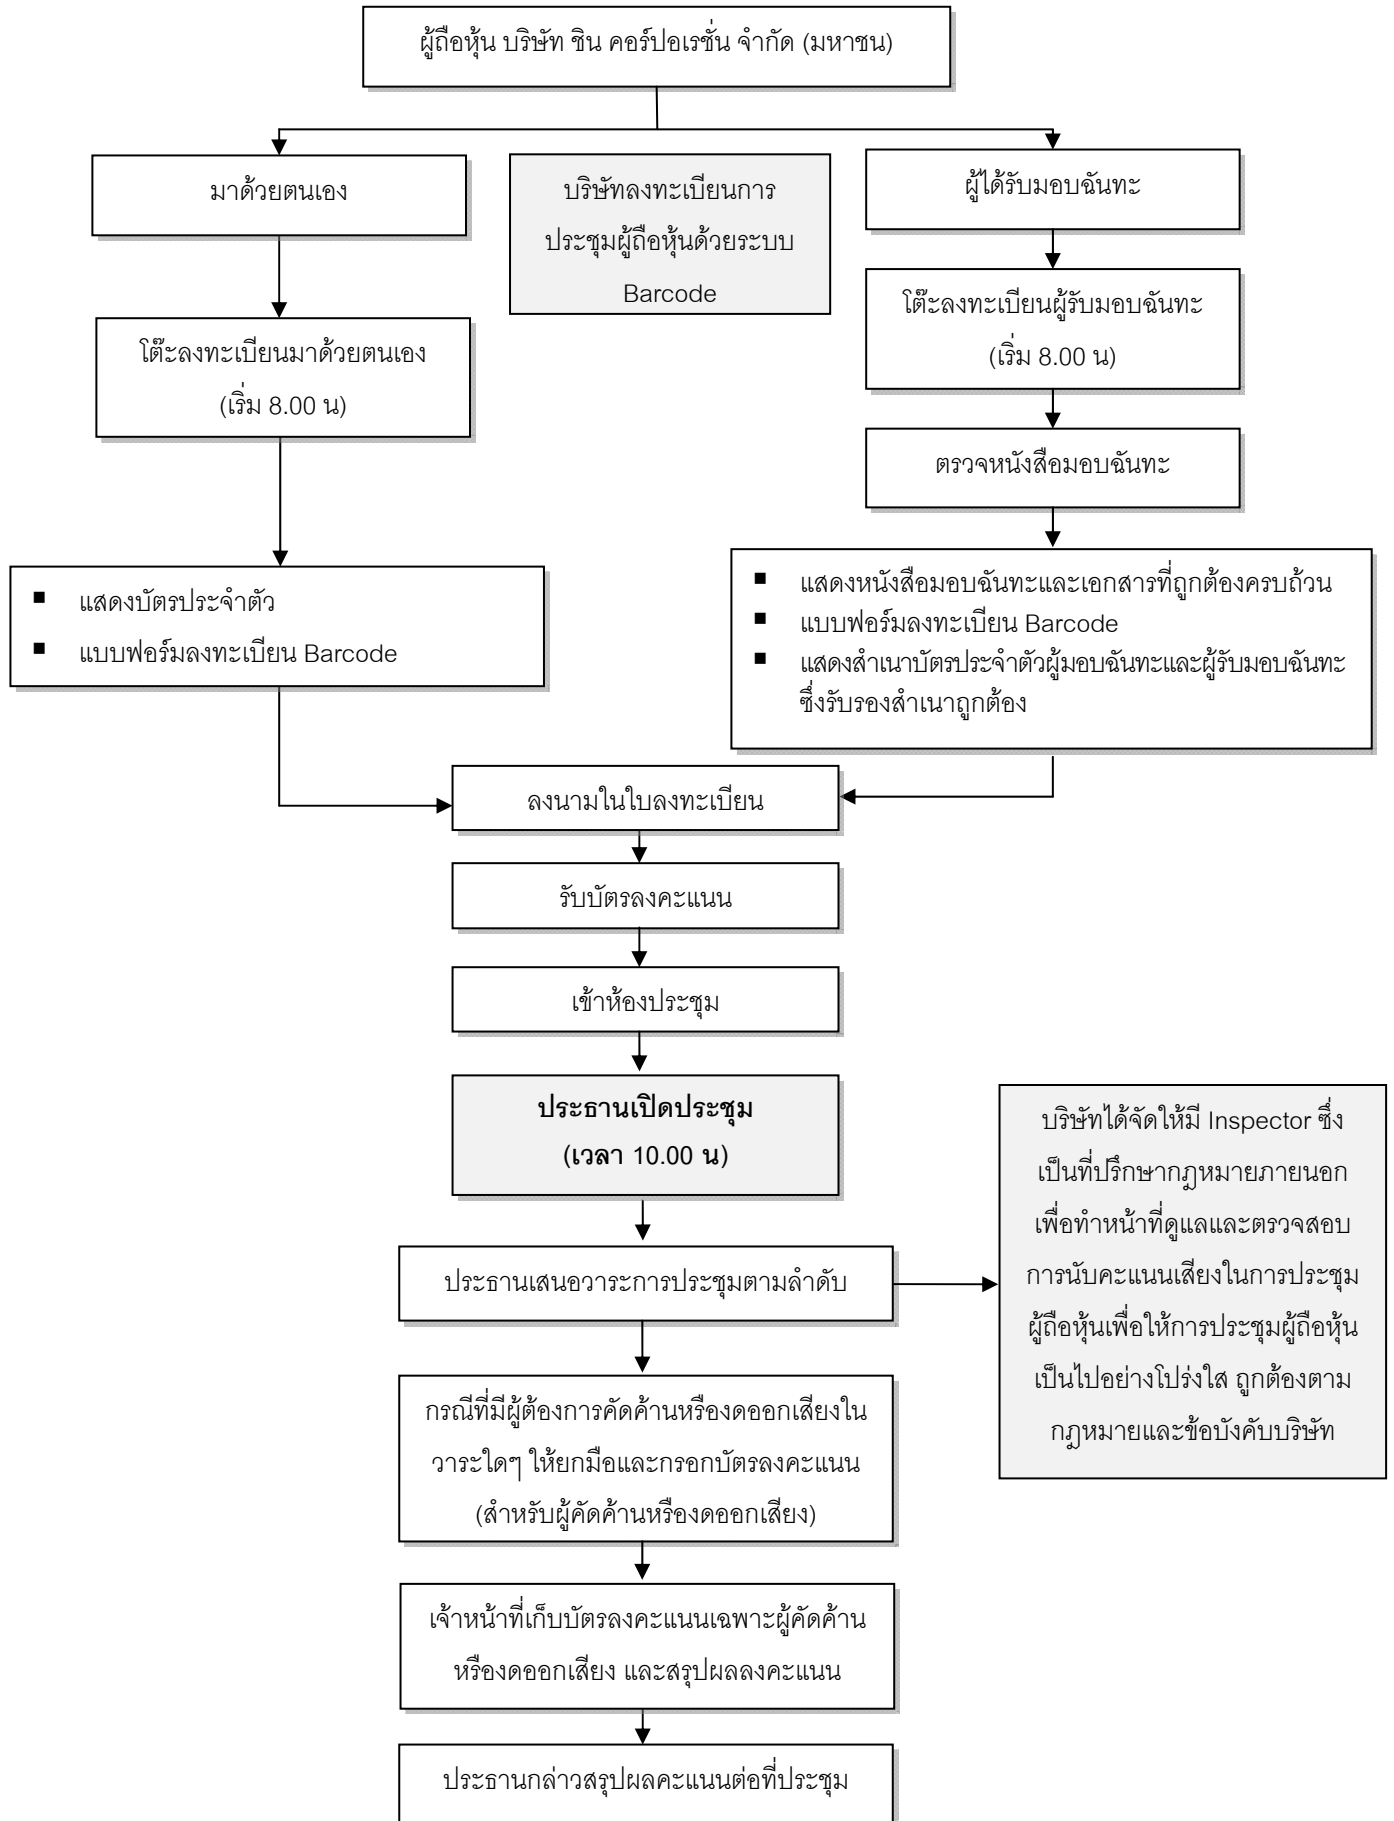 ผู้ถือหุ้น บริษัท ชิน คอร์ปอเรชั่น จำกัด (มหาชน)
มาด้วยตนเอง
บริษัทลงทะเบียนการ
ประชุมผู้ถือหุ้นด้วยระบบ
Barcode
ผู้ได้รับมอบฉันทะ
โต๊ะลงทะเบียนมาด้วยตนเอง
(เริ่ม 8.00 น)
โต๊ะลงทะเบียนผู้รับมอบฉันทะ
(เริ่ม 8.00 น)
ตรวจหนังสือมอบฉันทะ
▪ แสดงบัตรประจำตัว
▪ แบบฟอร์มลงทะเบียน Barcode
▪ แสดงหนังสือมอบฉันทะและเอกสารที่ถูกต้องครบถ้วน
▪ แบบฟอร์มลงทะเบียน Barcode
▪ แสดงสำเนาบัตรประจำตัวผู้มอบฉันทะและผู้รับมอบฉันทะ
ซึ่งรับรองสำเนาถูกต้อง
ลงนามในใบลงทะเบียน
รับบัตรลงคะแนน
เข้าห้องประชุม
ประธานเปิดประชุม
(เวลา 10.00 น)
ประธานเสนอวาระการประชุมตามลำดับ
บริษัทได้จัดให้มี Inspector ซึ่ง
เป็นที่ปรึกษากฎหมายภายนอก
เพื่อทำหน้าที่ดูแลและตรวจสอบ
การนับคะแนนเสียงในการประชุม
ผู้ถือหุ้นเพื่อให้การประชุมผู้ถือหุ้น
เป็นไปอย่างโปร่งใส ถูกต้องตาม
กฎหมายและข้อบังคับบริษัท
กรณีที่มีผู้ต้องการคัดค้านหรืองดออกเสียงใน
วาระใดๆ ให้ยกมือและกรอกบัตรลงคะแนน
(สำหรับผู้คัดค้านหรืองดออกเสียง)
เจ้าหน้าที่เก็บบัตรลงคะแนนเฉพาะผู้คัดค้าน
หรืองดออกเสียง และสรุปผลลงคะแนน
ประธานกล่าวสรุปผลคะแนนต่อที่ประชุม